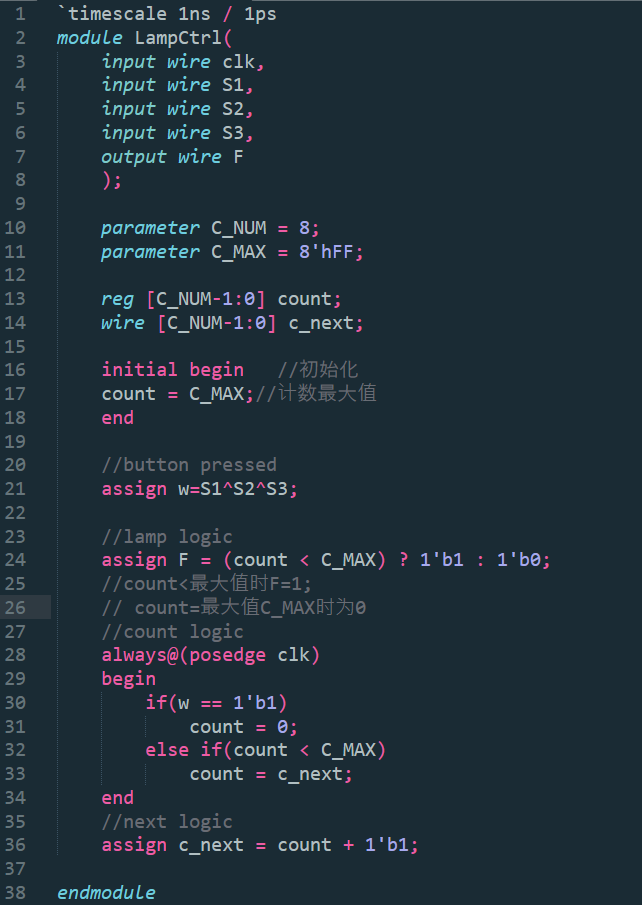 1 `timescale 1ns / 1ps
2 module LampCtrl(
3     input wire clk,
4     input wire S1,
5     input wire S2,
6     input wire S3,
7     output wire F
8     );
9
10     parameter C_NUM = 8;
11     parameter C_MAX = 8'hFF;
12
13     reg [C_NUM-1:0] count;
14     wire [C_NUM-1:0] c_next;
15
16     initial begin   //初始化
17     count = C_MAX;//计数最大值
18     end
19
20     //button pressed
21     assign w=S1^S2^S3;
22
23     //lamp logic
24     assign F = (count < C_MAX) ? 1'b1 : 1'b0;
25     //count<最大值时F=1;
26     // count=最大值C_MAX时为0
27     //count logic
28     always@(posedge clk)
29     begin
30         if(w == 1'b1)
31             count = 0;
32         else if(count < C_MAX)
33             count = c_next;
34     end
35     //next logic
36     assign c_next = count + 1'b1;
37
38 endmodule